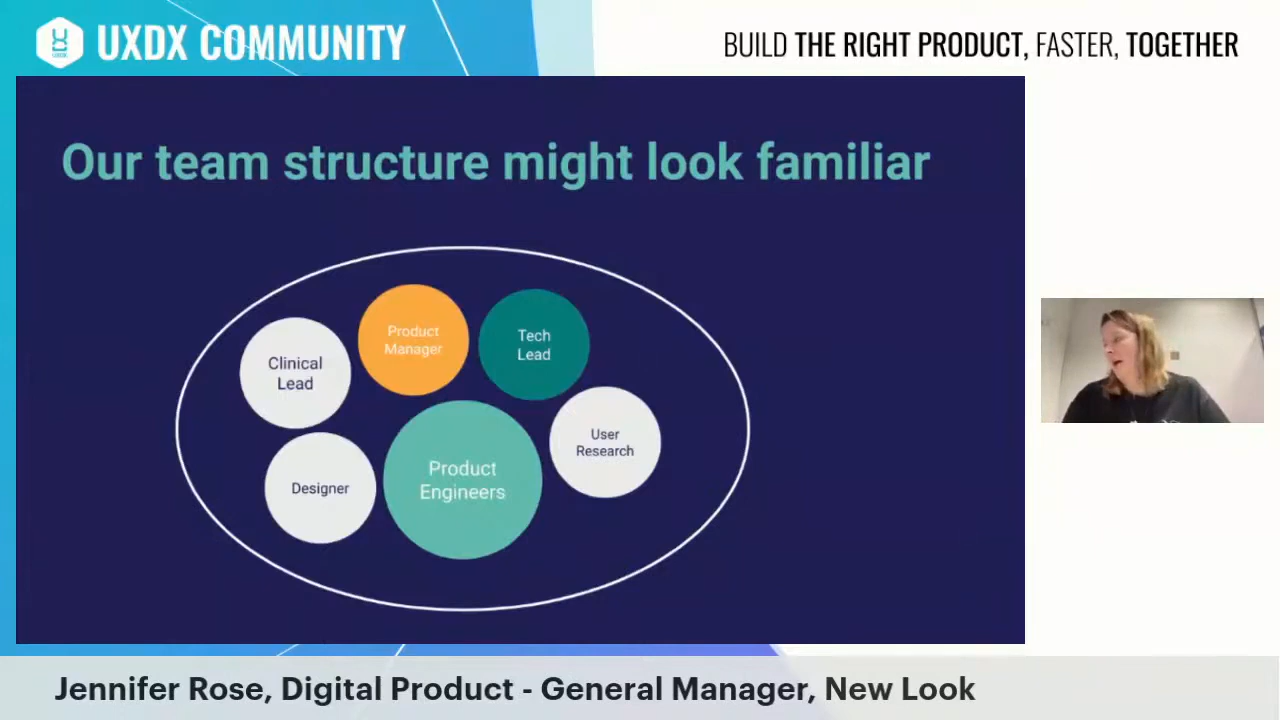 UXDX COMMUNITY
BUILD THE RIGHT PRODUCT, FASTER, TOGETHER
Our team structure might look familiar
Clinical
Lead
Product
Manager
Tech
Lead
User
Research
Designer
Product
Engineers
Jennifer Rose, Digital Product - General Manager, New Look